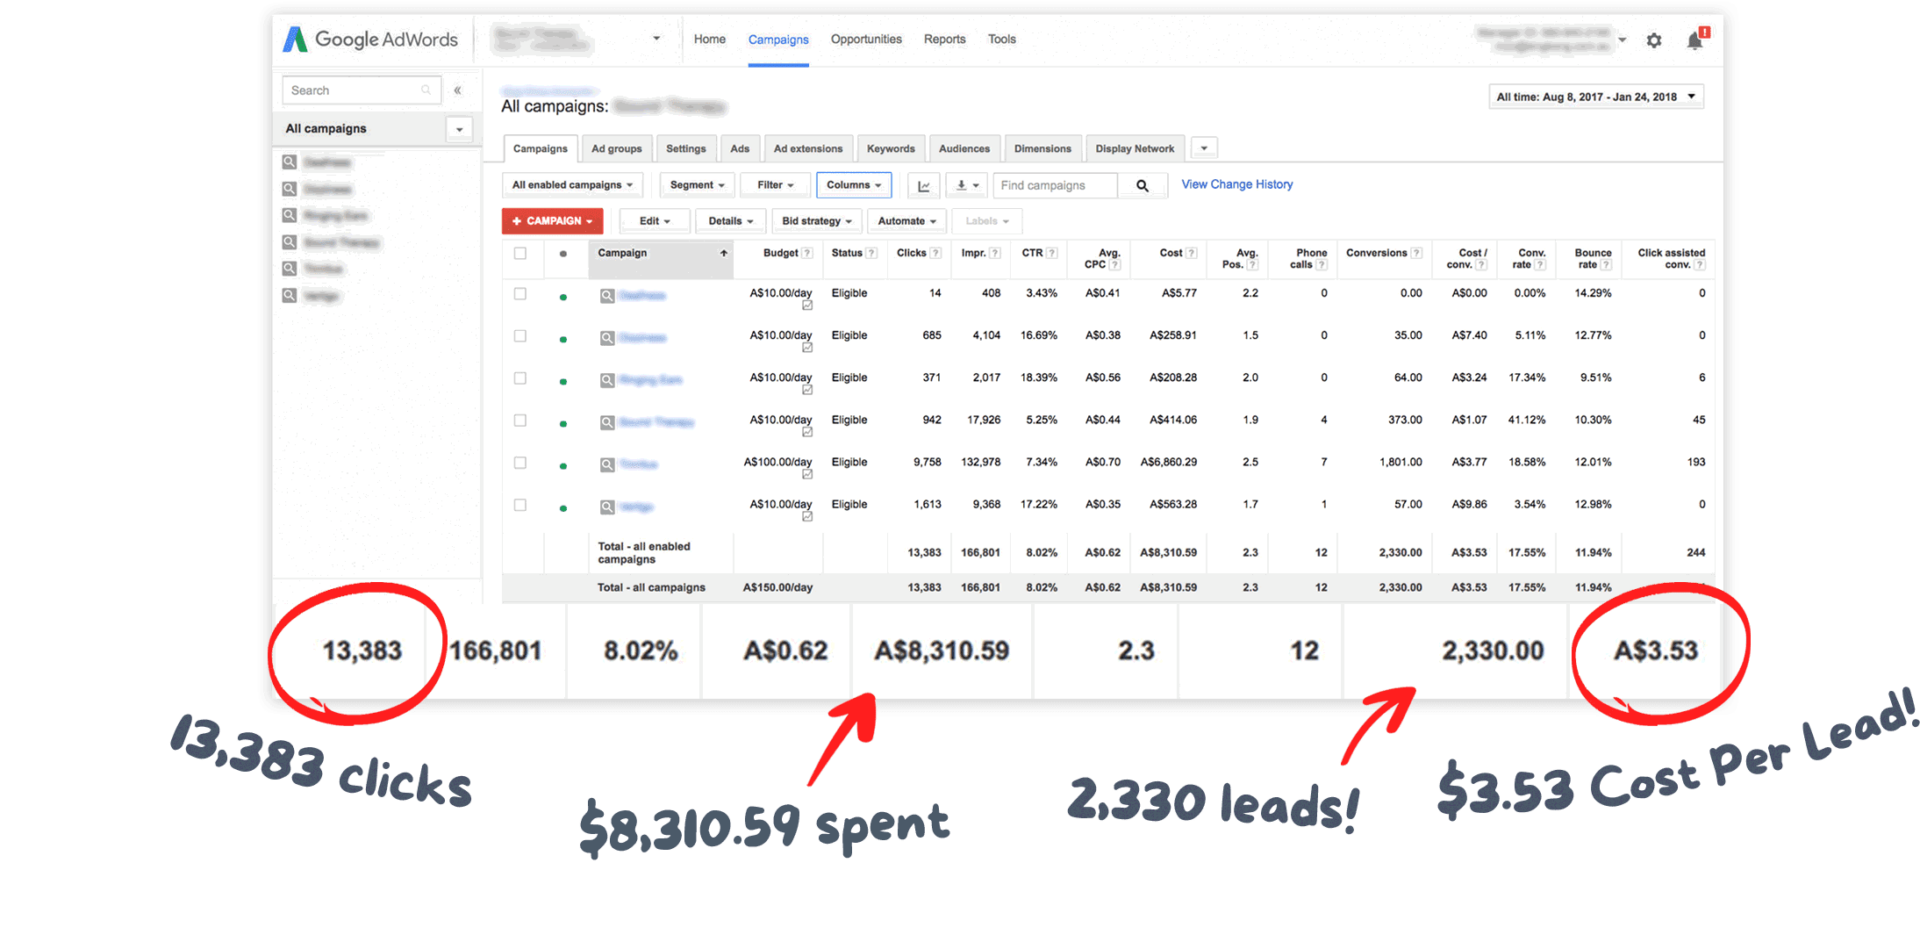 Google AdWords
Home Campaigns Opportunities Reports Tools
Search «
All campaigns
All campaigns:
All time: Aug 8, 2017 - Jan 24, 2018
Campaigns Ad groups Settings Ads Ad extensions Keywords Audiences Dimensions Display Network
All enabled campaigns Segment Filter Columns Find campaigns View Change History
+ CAMPAIGN Edit Details Bid strategy Automate Labels
Campaign Budget ? Status ? Clicks ? Impr. ? CTR ? Avg. CPC ? Cost ? Avg. Pos. ? Phone calls ? Conversions ? Cost / conv. ? Conv. rate ? Bounce rate ? Click assisted conv. ?
A$10.00/day Eligible 14 408 3.43% A$0.41 A$5.77 2.2 0 0.00 A$0.00 0.00% 14.29% 0
A$10.00/day Eligible 685 4,104 16.69% A$0.38 A$258.91 1.5 0 35.00 A$7.40 5.11% 12.77% 0
A$10.00/day Eligible 371 2,017 18.39% A$0.56 A$208.28 2.0 0 64.00 A$3.24 17.34% 9.51% 6
A$10.00/day Eligible 942 17,926 5.25% A$0.44 A$414.06 1.9 4 373.00 A$1.07 41.12% 10.30% 45
A$100.00/day Eligible 9,758 132,978 7.34% A$0.70 A$6,860.29 2.5 7 1,801.00 A$3.77 18.58% 12.01% 193
A$10.00/day Eligible 1,613 9,368 17.22% A$0.35 A$563.28 1.7 1 57.00 A$9.86 3.54% 12.98% 0
Total - all enabled campaigns 13,383 166,801 8.02% A$0.62 A$8,310.59 2.3 12 2,330.00 A$3.53 17.55% 11.94% 244
Total - all campaigns A$150.00/day 13,383 166,801 8.02% A$0.62 A$8,310.59 2.3 12 2,330.00 A$3.53 17.55% 11.94%
13,383 166,801 8.02% A$0.62 A$8,310.59 2.3 12 2,330.00 A$3.53
13,383 clicks
$8,310.59 spent
2,330 leads!
$3.53 Cost Per Lead!